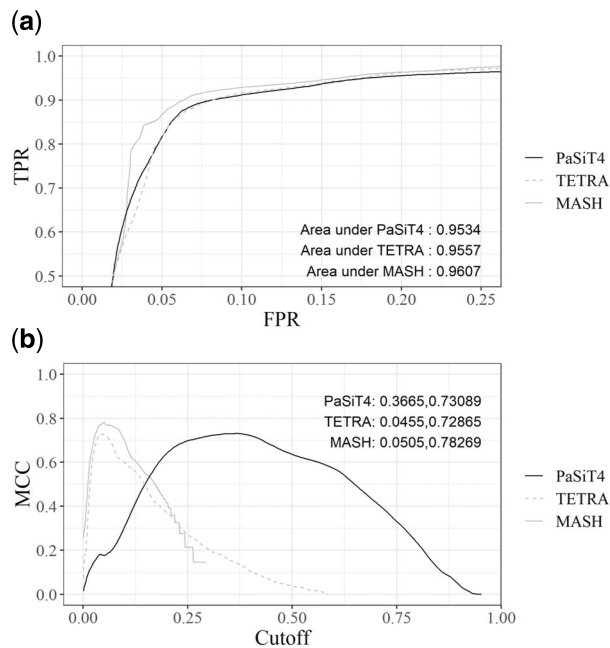 (a)
1.0
0.9
0.8
0.7
0.6
0.5
TPR
Area under PaSiT4 : 0.9534
Area under TETRA : 0.9557
Area under MASH : 0.9607
0.00 0.05 0.10 0.15 0.20 0.25
FPR
PaSiT4
TETRA
MASH
(b)
1.0
0.8
0.6
0.4
0.2
0.0
MCC
PaSiT4: 0.3665,0.73089
TETRA: 0.0455,0.72865
MASH: 0.0505,0.78269
0.00 0.25 0.50 0.75 1.00
Cutoff
PaSiT4
TETRA
MASH